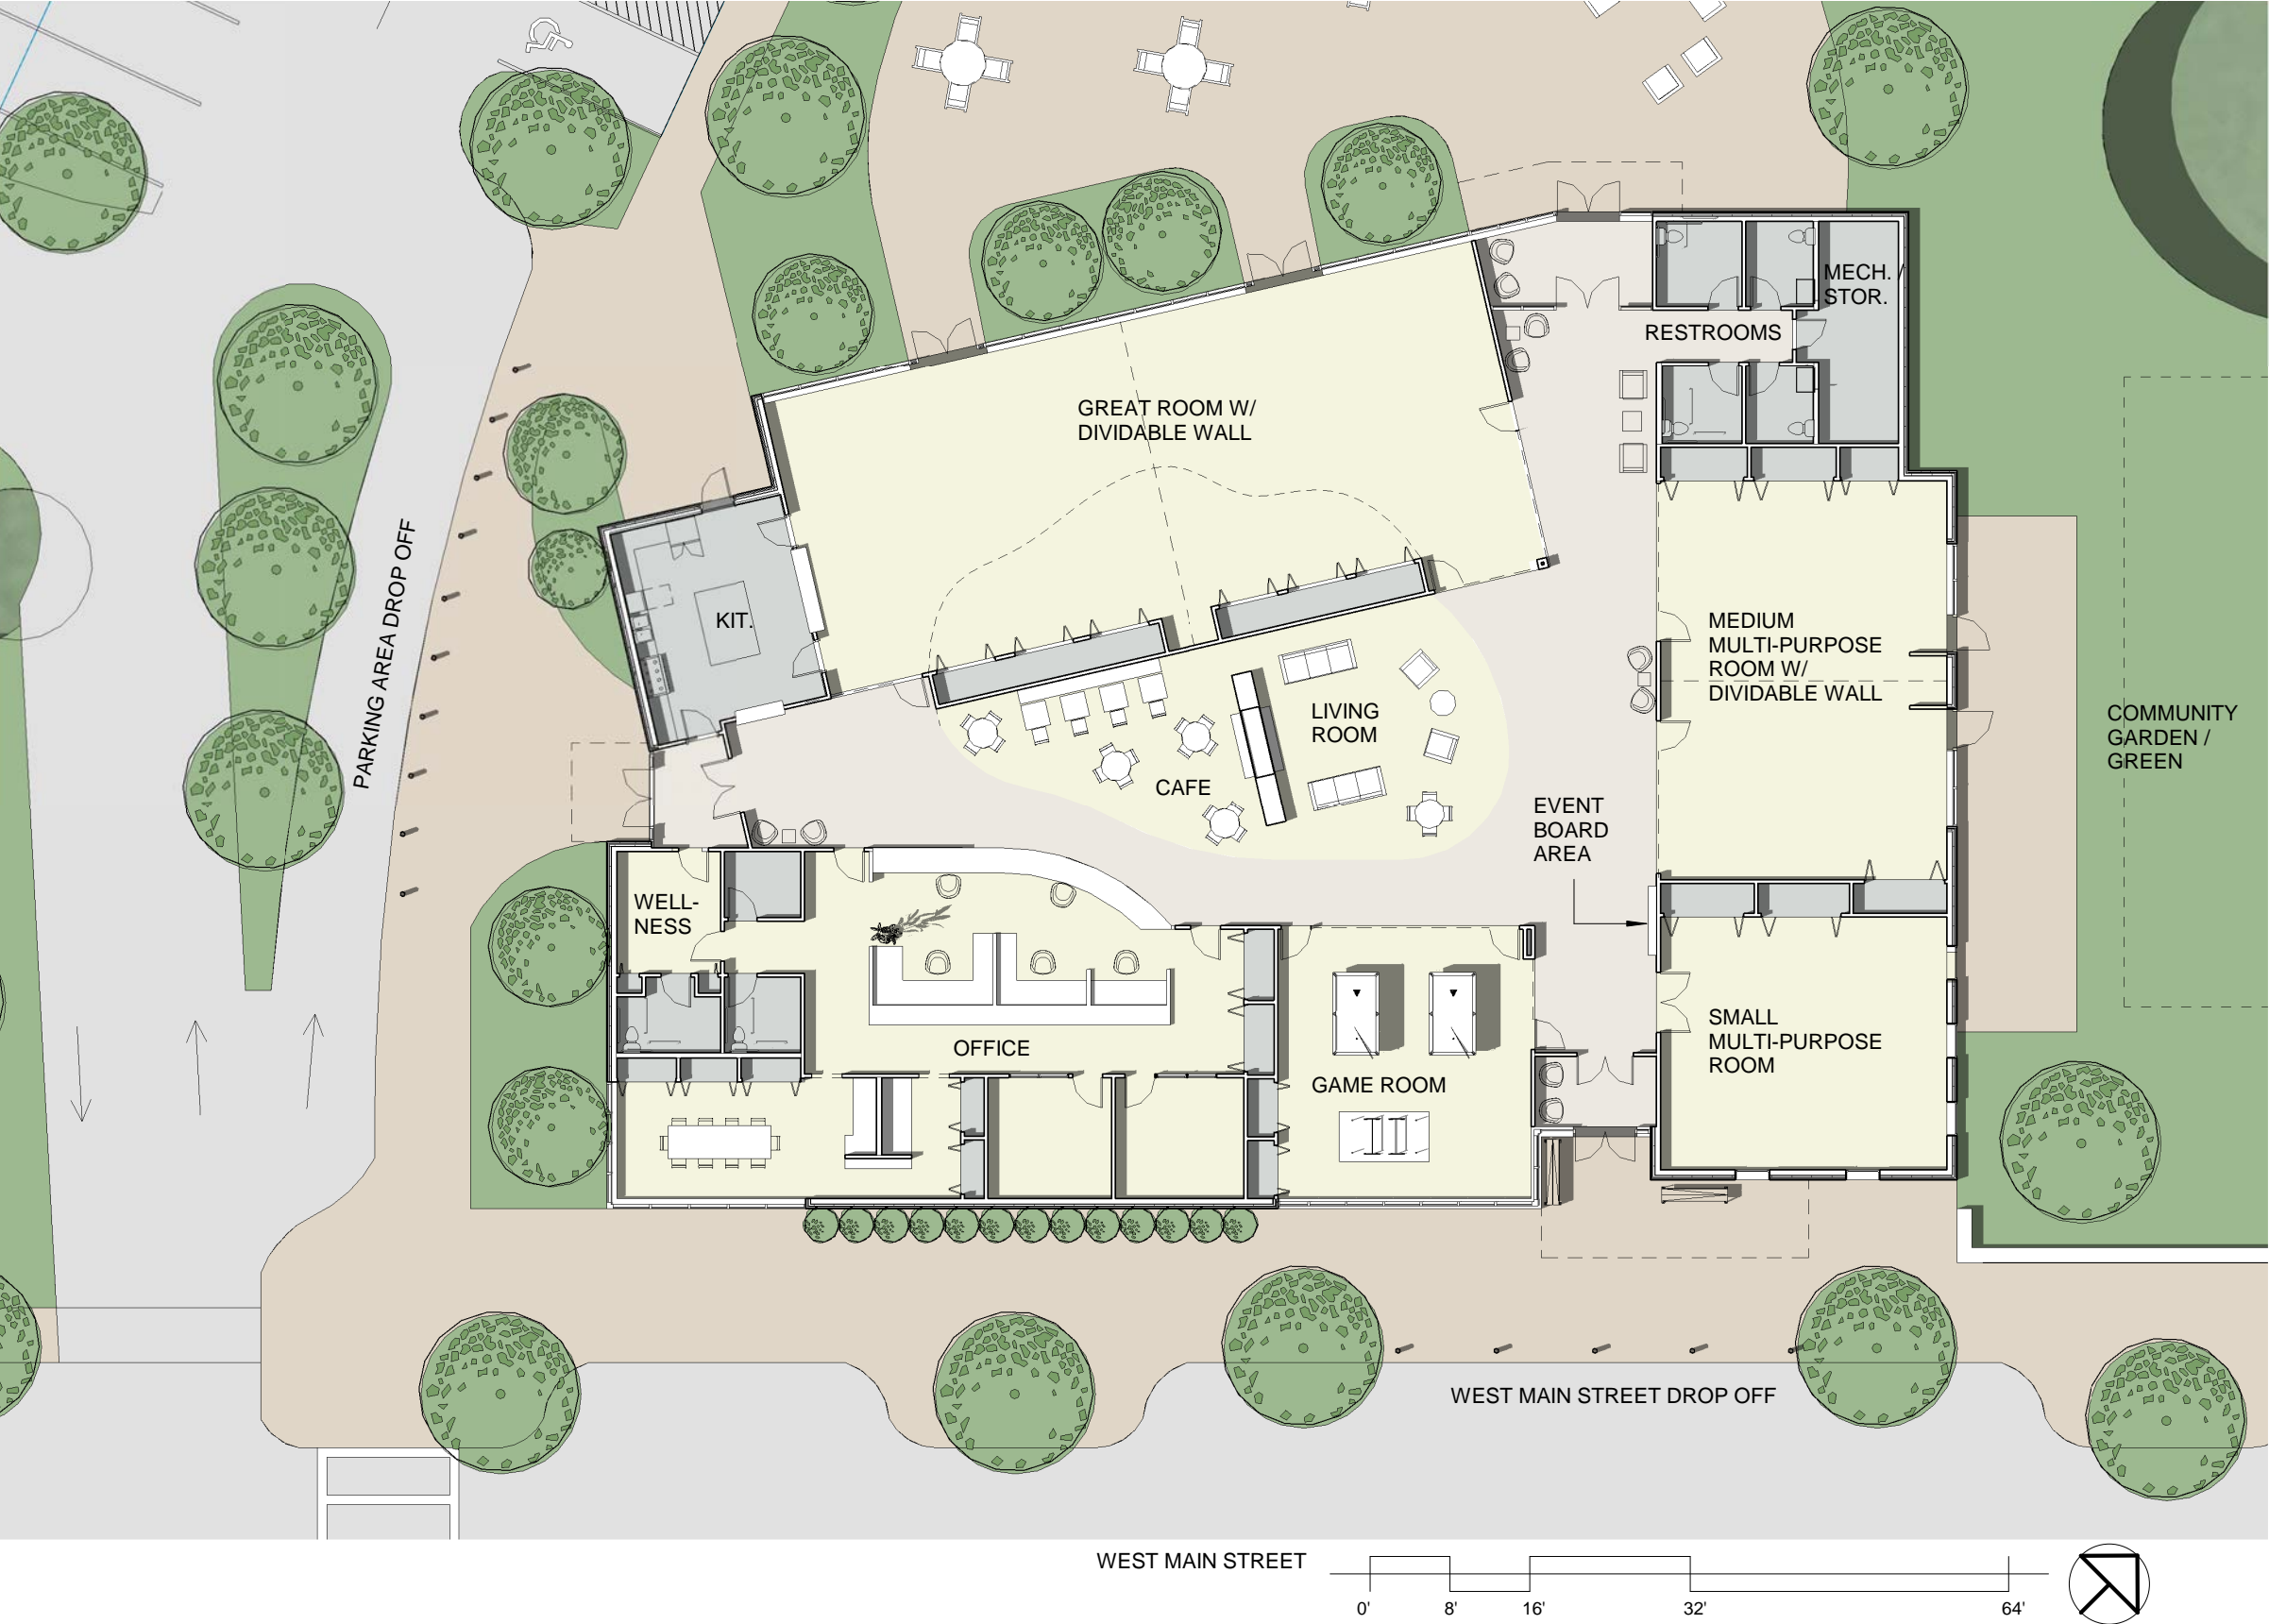 MECH. /
STOR.
RESTROOMS
GREAT ROOM W/
DIVIDABLE WALL
PARKING AREA DROP OFF
KIT.
MEDIUM
MULTI-PURPOSE
ROOM W/
DIVIDABLE WALL
LIVING
ROOM
COMMUNITY
GARDEN /
GREEN
CAFE
EVENT
BOARD
AREA
WELL-
NESS
OFFICE
SMALL
MULTI-PURPOSE
ROOM
GAME ROOM
WEST MAIN STREET DROP OFF
WEST MAIN STREET
0' 8' 16' 32' 64'